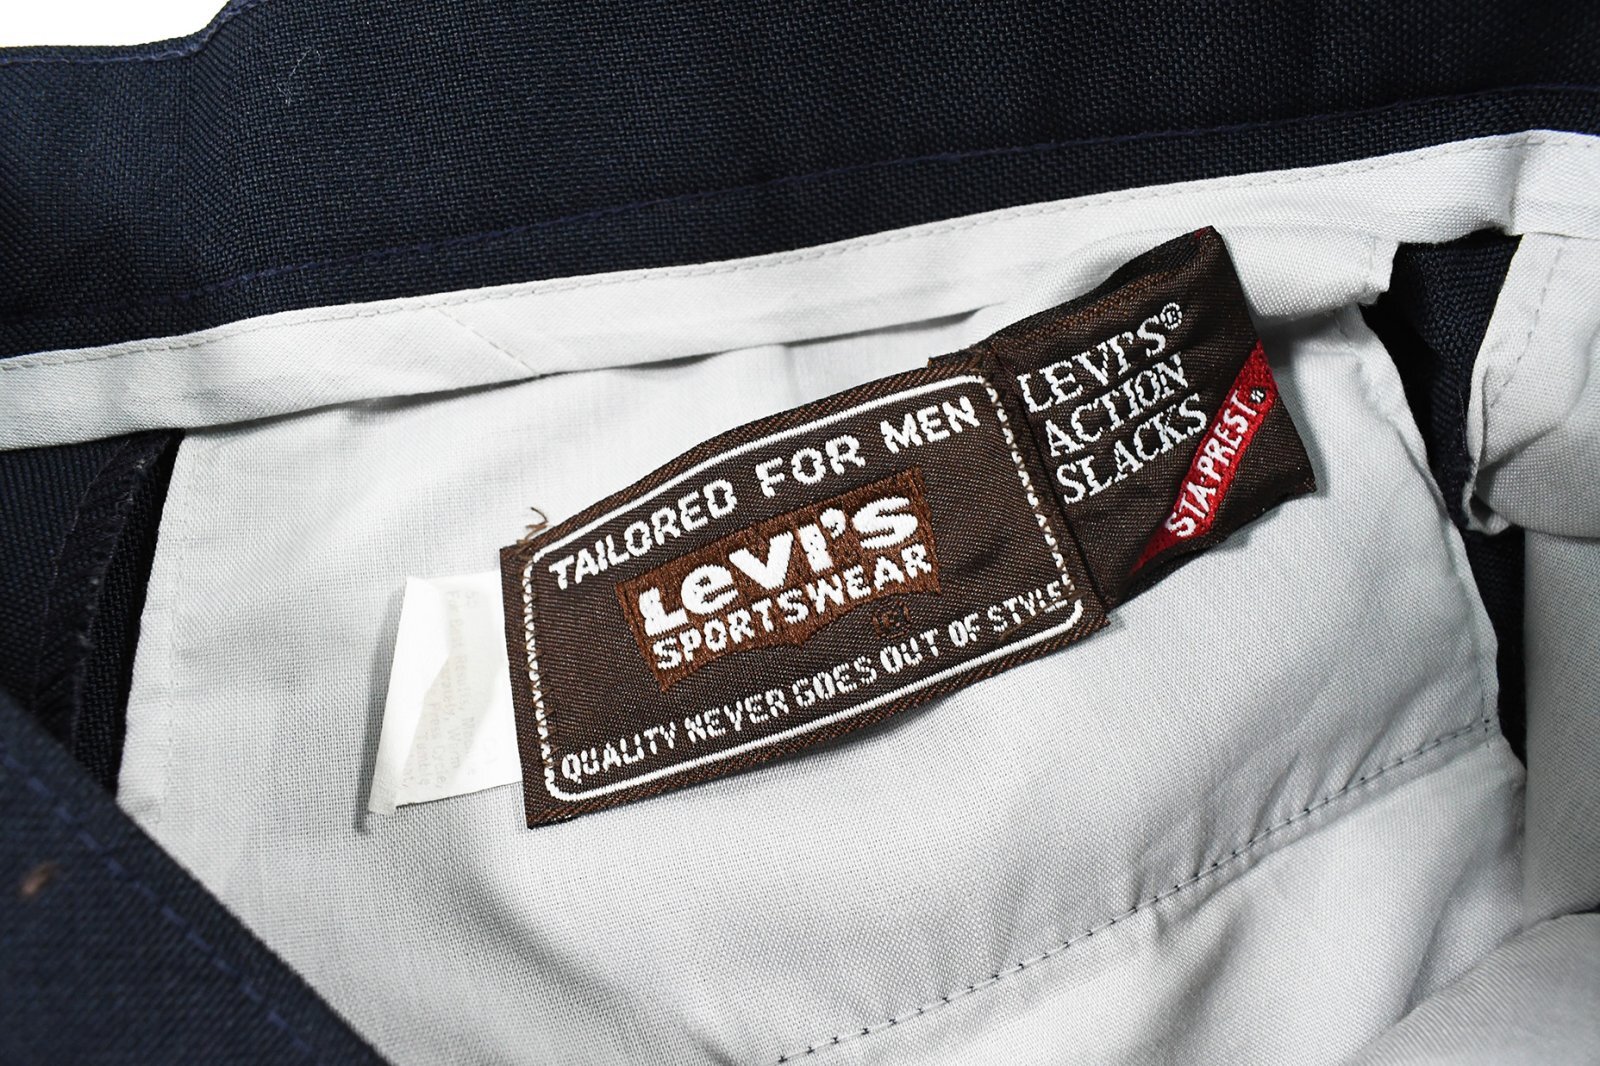 TAILORED FOR MEN
LeVI'S
SPORTSWEAR
QUALITY NEVER GOES OUT OF STYLE
LEVI'S®
ACTION
SLACKS
STA-PREST®